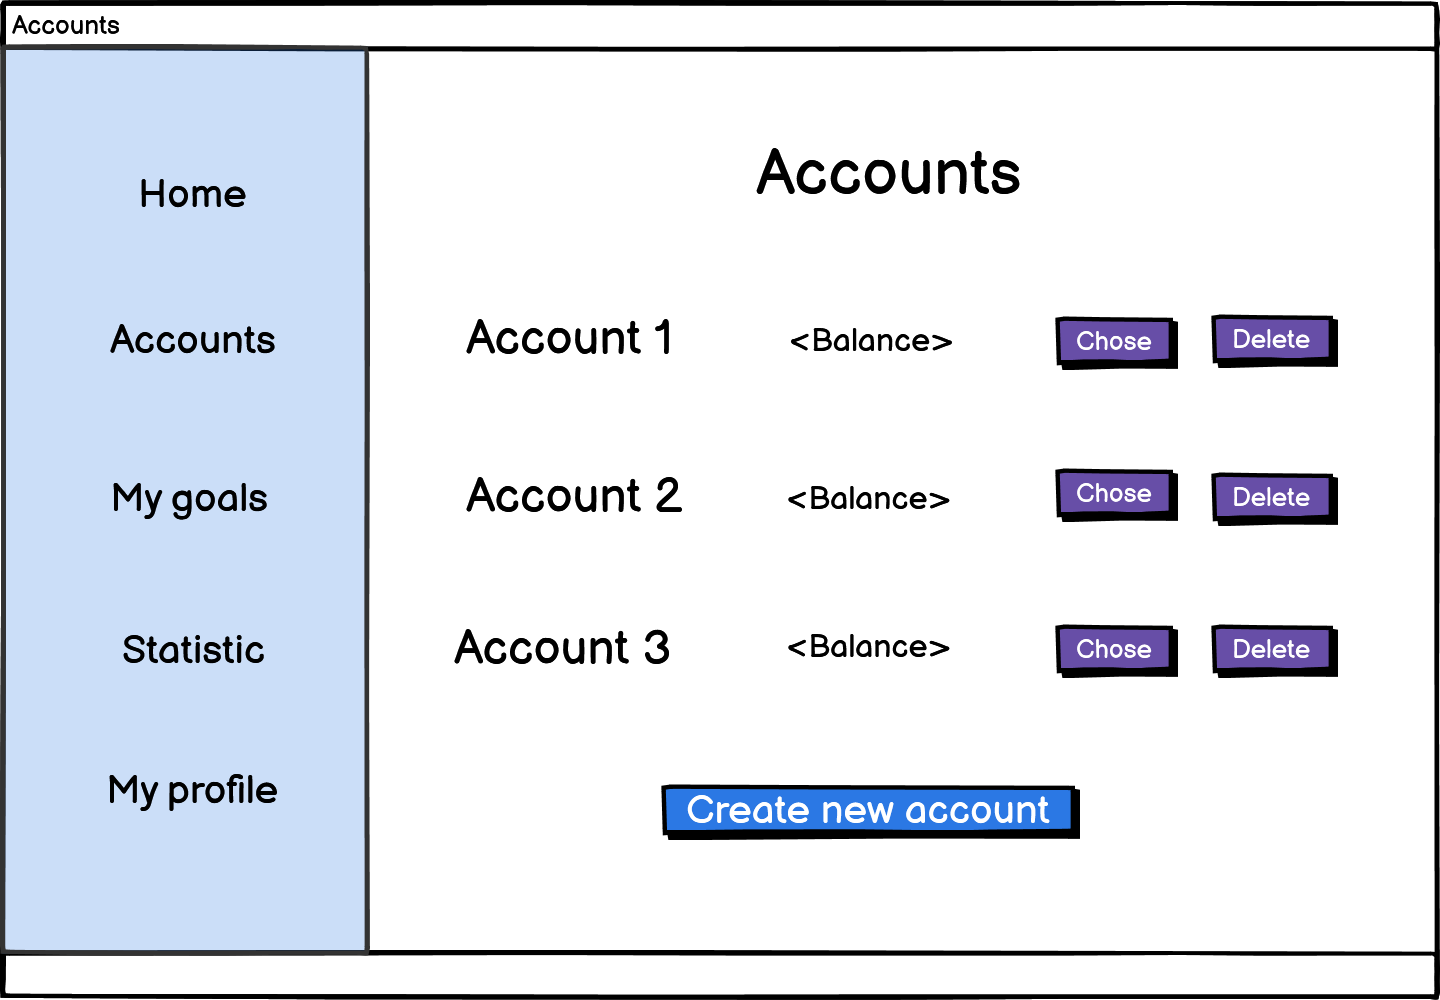 Accounts
Home
Accounts
My goals
Statistic
My profile
Accounts
Account 1 <Balance> Chose Delete
Account 2 <Balance> Chose Delete
Account 3 <Balance> Chose Delete
Create new account